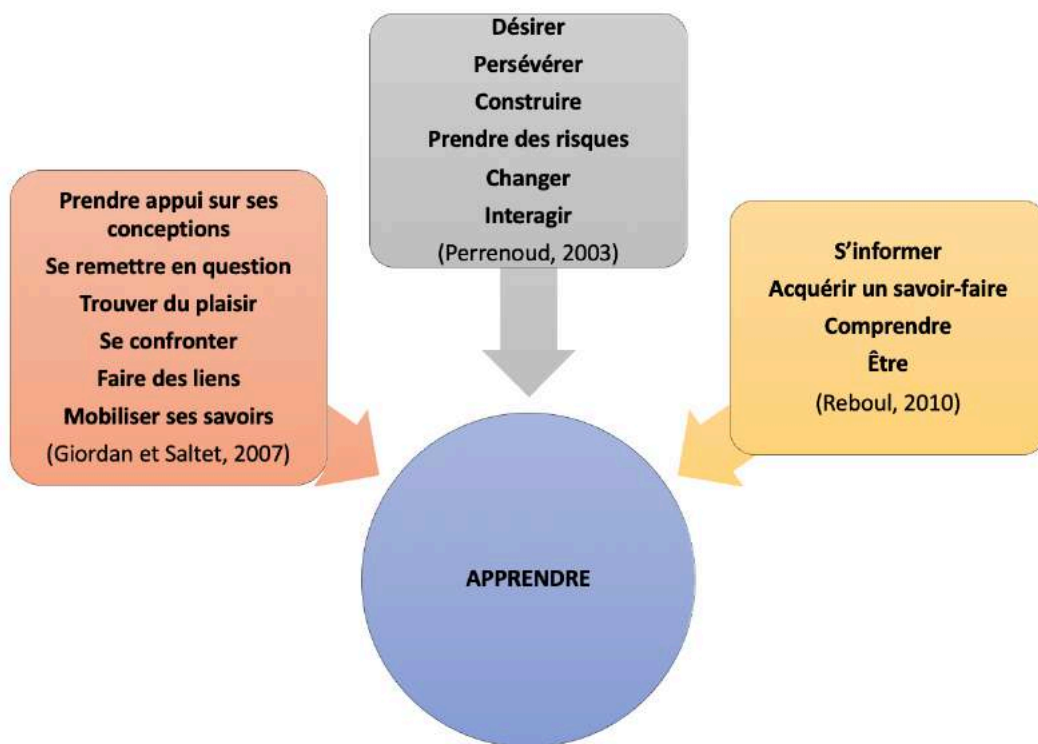 Prendre appui sur ses
conceptions
Se remettre en question
Trouver du plaisir
Se confronter
Faire des liens
Mobiliser ses savoirs
(Giordan et Saltet, 2007)
Désirer
Persévérer
Construire
Prendre des risques
Changer
Interagir
(Perrenoud, 2003)
S’informer
Acquérir un savoir-faire
Comprendre
Être
(Reboul, 2010)
APPRENDRE